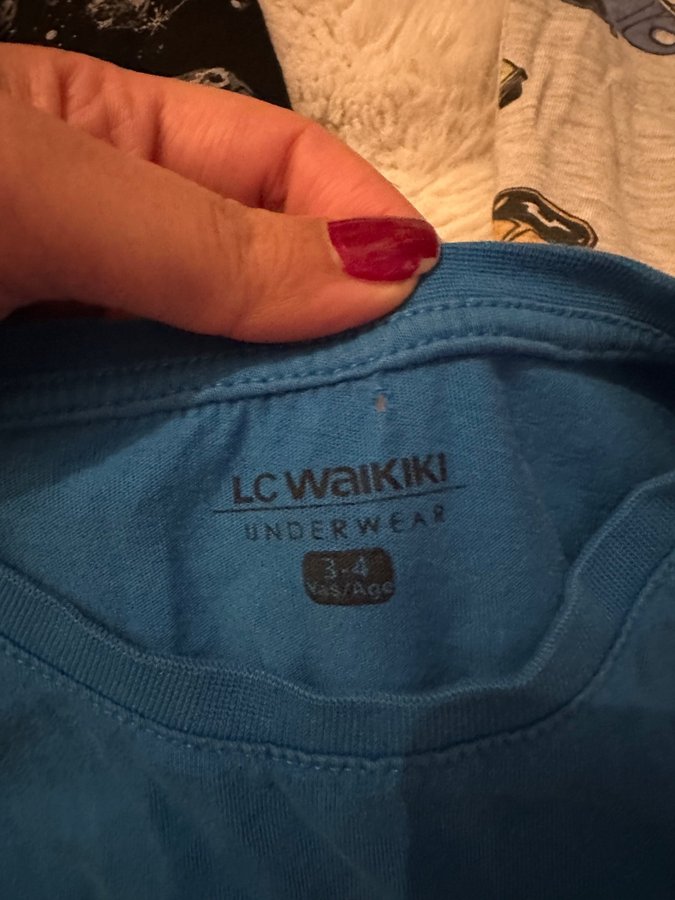 LC WAIKIKI
UNDERWEAR
3-4
Yas/Age